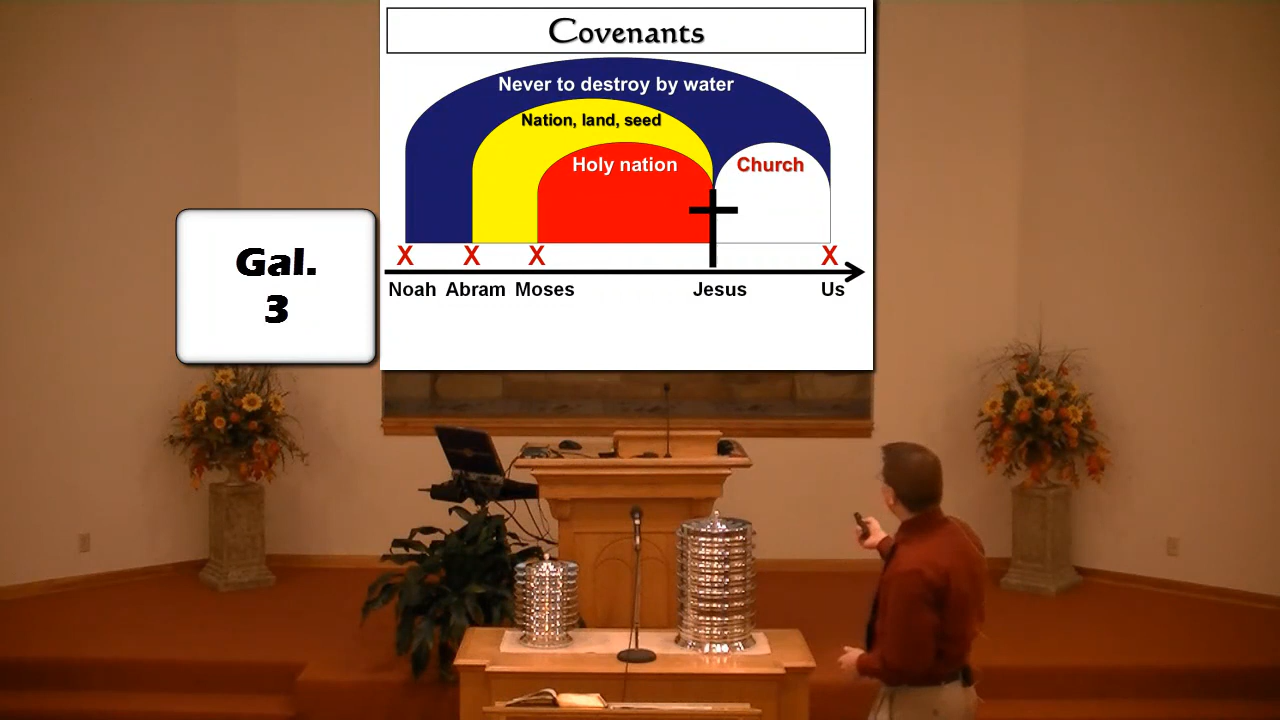 Covenants
Never to destroy by water
Nation, land, seed
Holy nation
Church
Gal.
3
X X X X
Noah Abram Moses Jesus Us